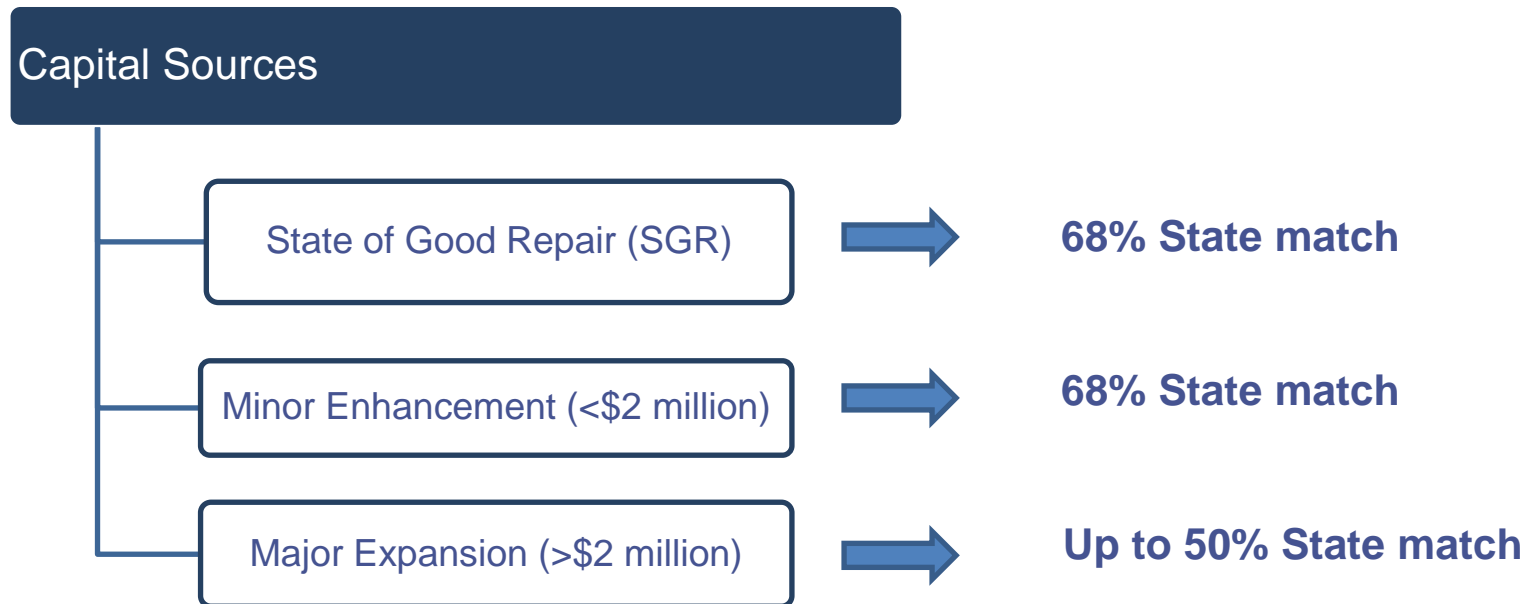 Capital Sources
State of Good Repair (SGR)
68% State match
Minor Enhancement (<$2 million)
68% State match
Major Expansion (>$2 million)
Up to 50% State match